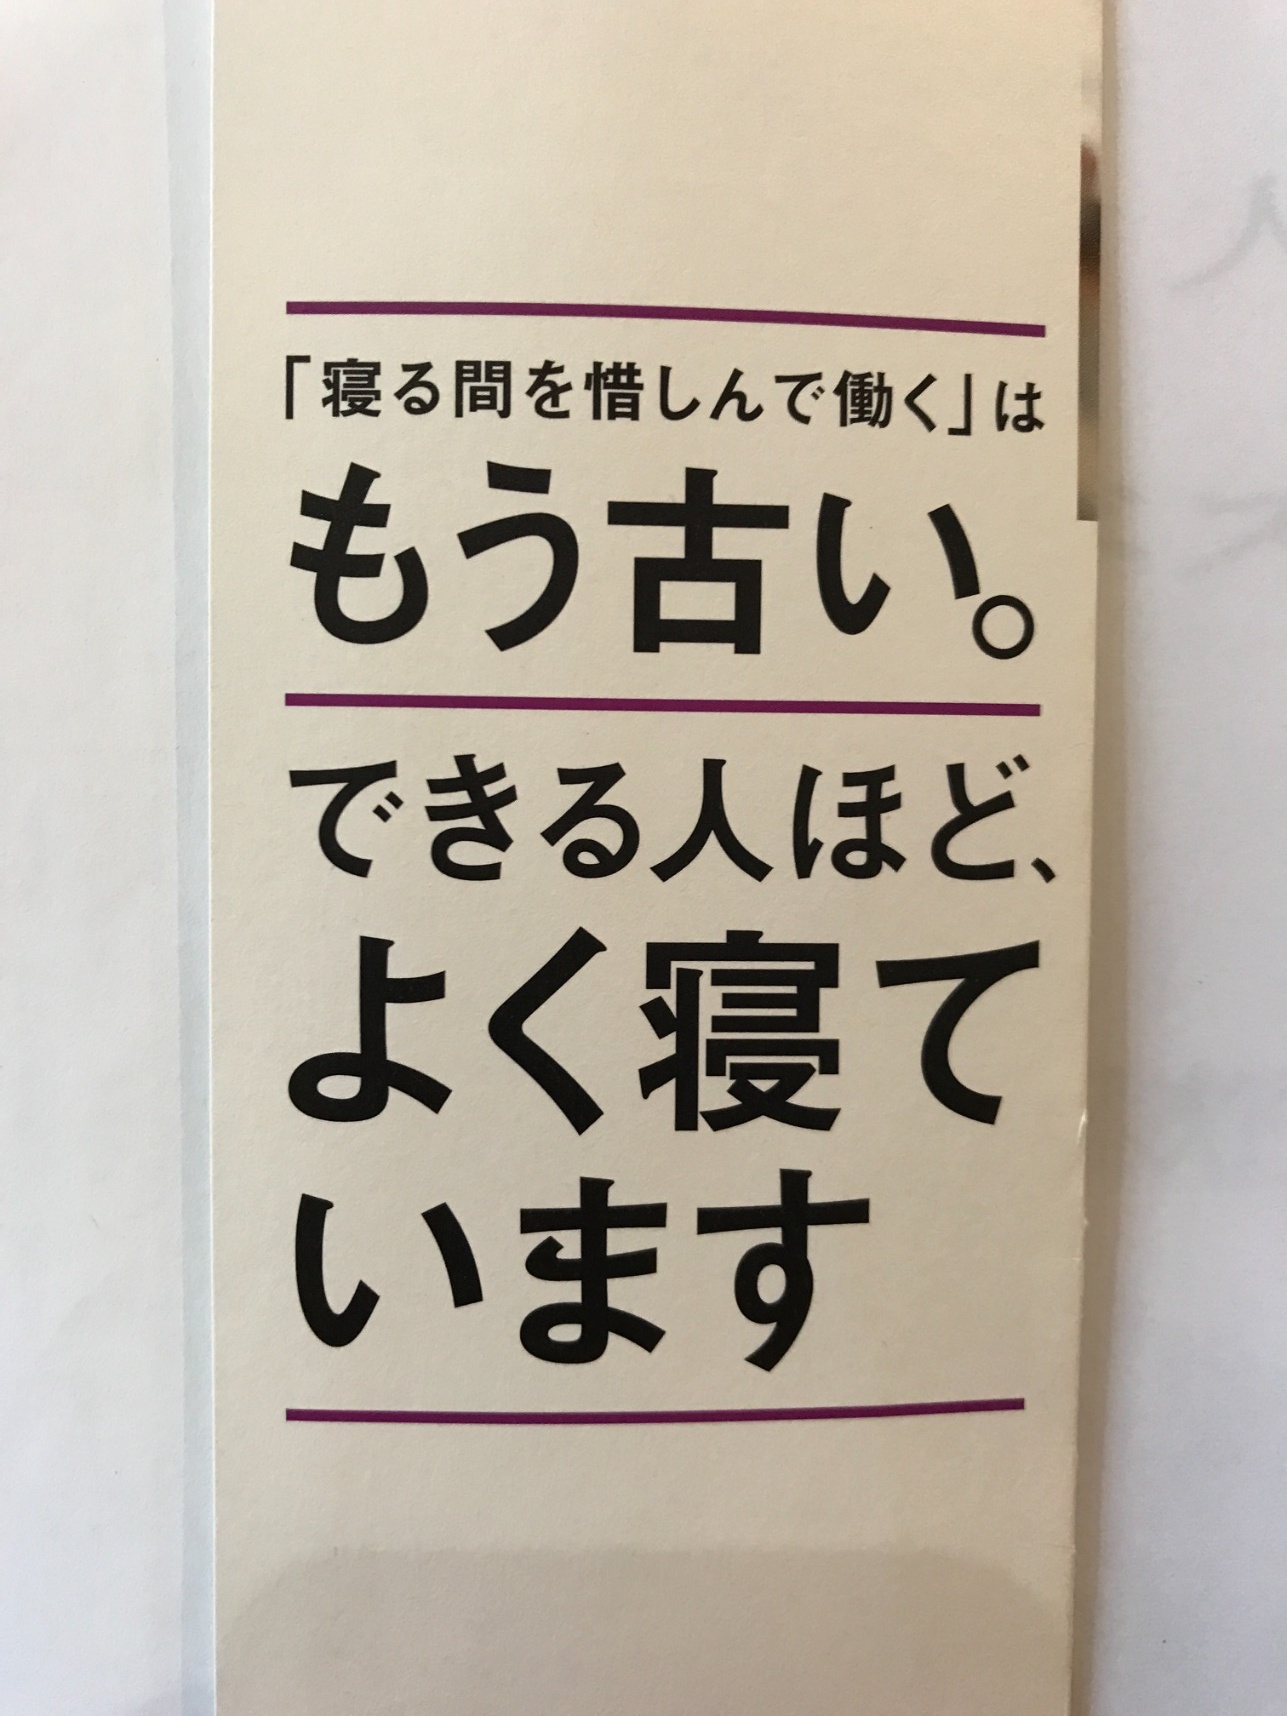 「寝る間を惜しんで働く」は
もう古い。
できる人ほど、
よく寝て
います